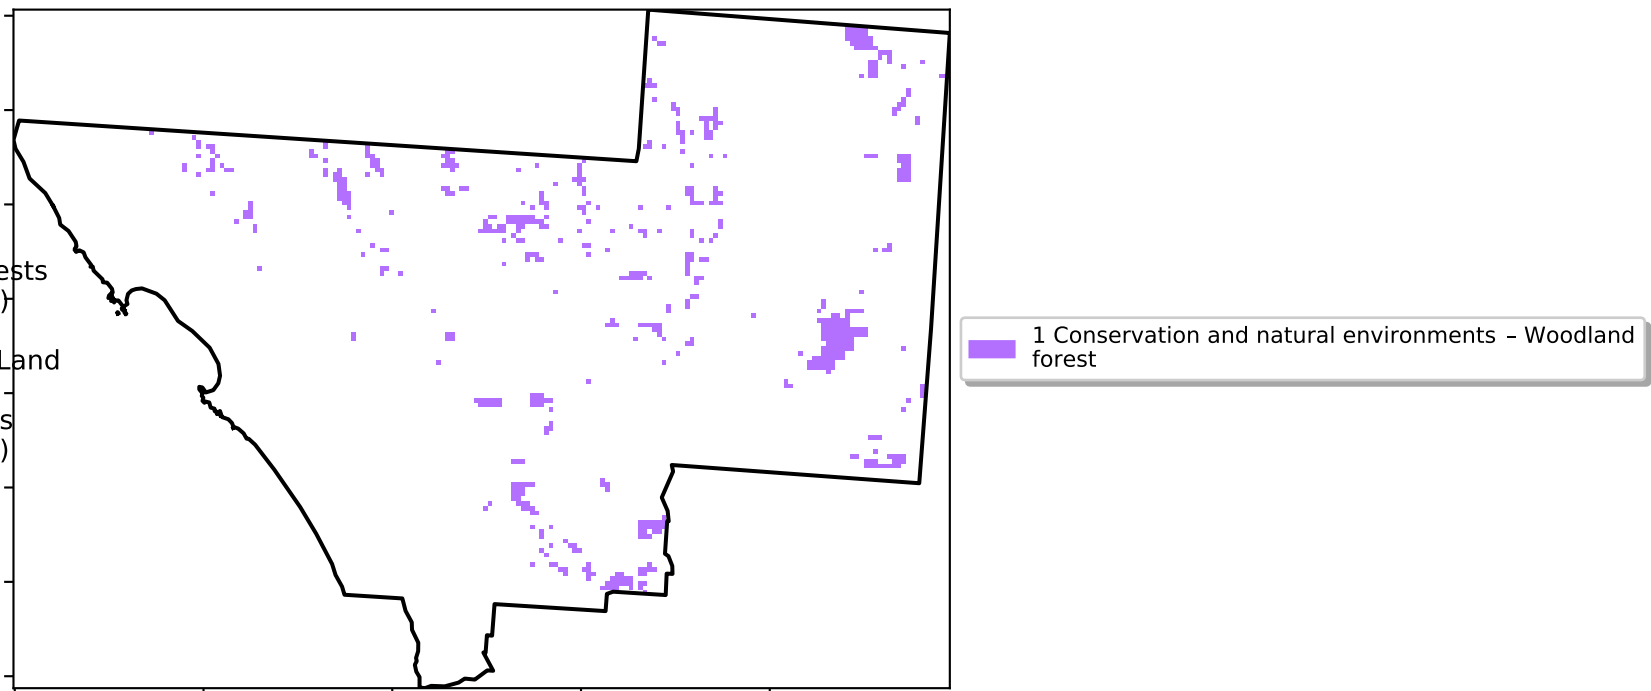 ests
)
Land
s
)
1 Conservation and natural environments – Woodland
forest